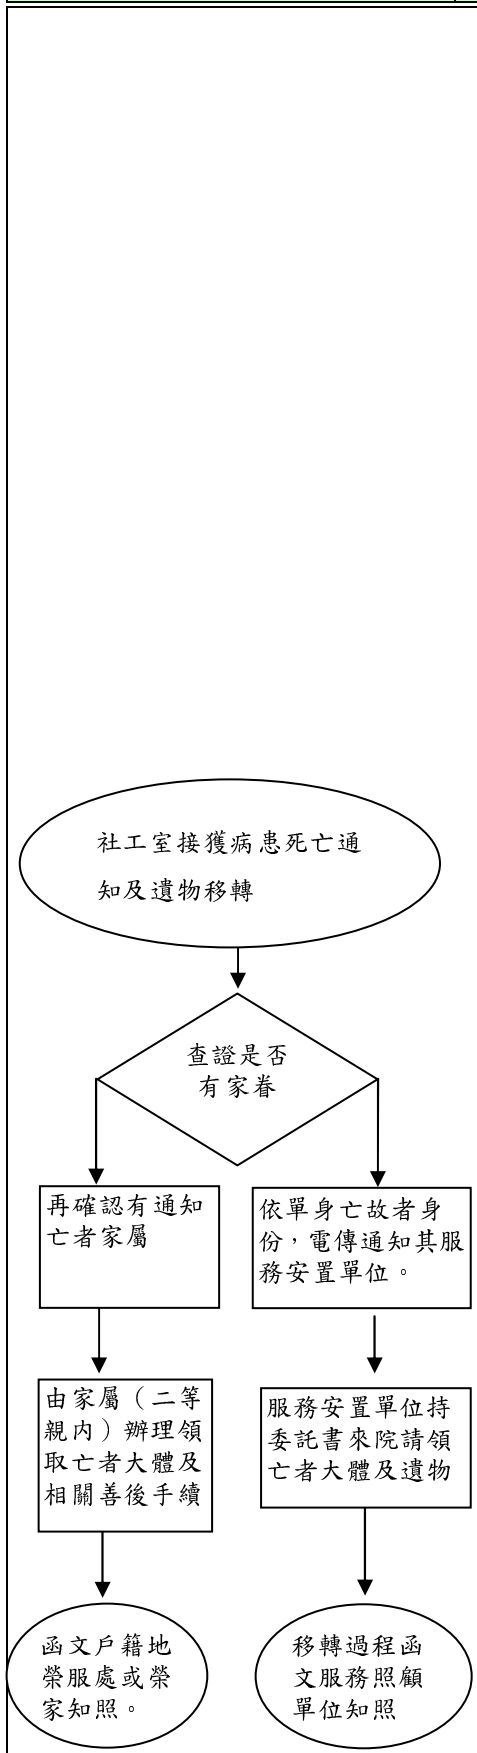 社工室接獲病患死亡通
知及遺物移轉
查證是否
有家眷
再確認有通知
亡者家屬
由家屬（二等
親內）辦理領
取亡者大體及
相關善後手續
函文戶籍地
榮服處或榮
家知照。
依單身亡故者身
份，電傳通知其服
務安置單位。
服務安置單位持
委託書來院請領
亡者大體及遺物
移轉過程函
文服務照顧
單位知照